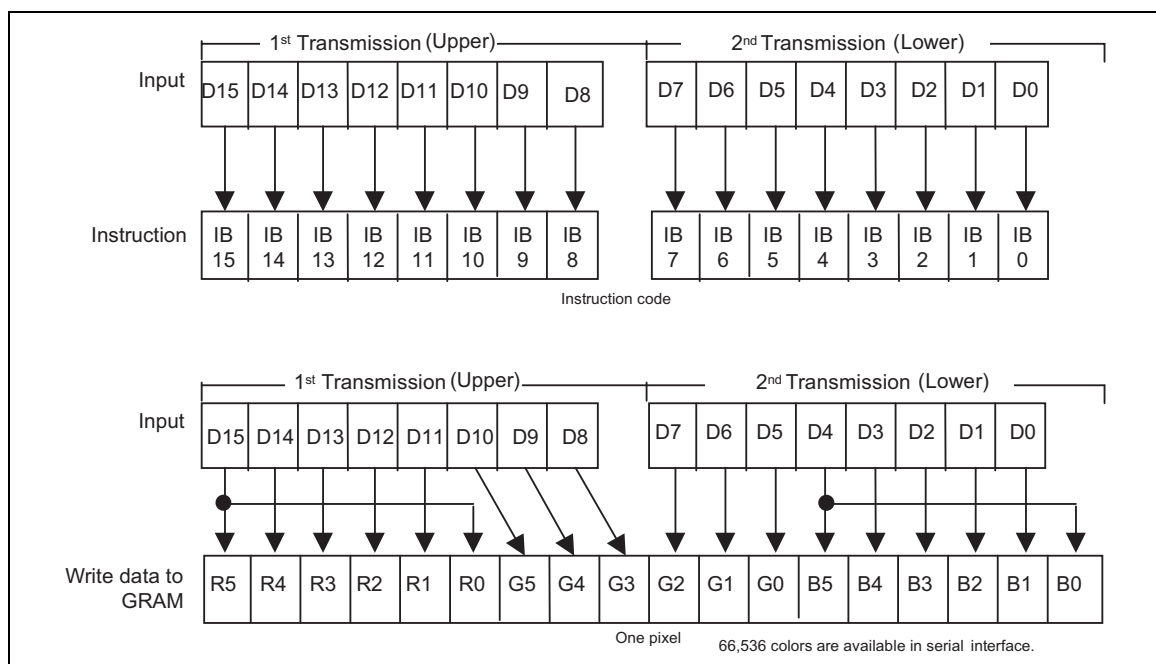 1st Transmission (Upper) 2nd Transmission (Lower)
Input D15 D14 D13 D12 D11 D10 D9 D8 D7 D6 D5 D4 D3 D2 D1 D0
Instruction IB 15 IB 14 IB 13 IB 12 IB 11 IB 10 IB 9 IB 8 IB 7 IB 6 IB 5 IB 4 IB 3 IB 2 IB 1 IB 0
Instruction code
1st Transmission (Upper) 2nd Transmission (Lower)
Input D15 D14 D13 D12 D11 D10 D9 D8 D7 D6 D5 D4 D3 D2 D1 D0
Write data to
GRAM R5 R4 R3 R2 R1 R0 G5 G4 G3 G2 G1 G0 B5 B4 B3 B2 B1 B0
One pixel 66,536 colors are available in serial interface.